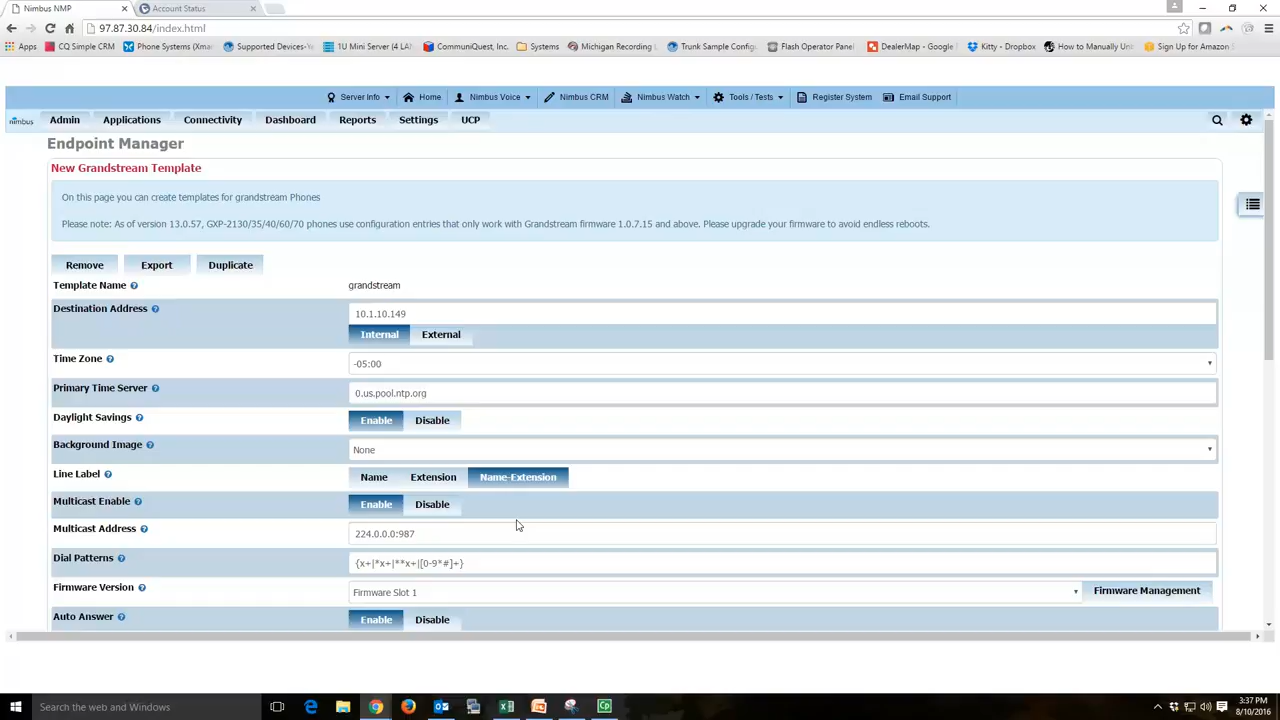 Nimbus NMP
Account Status
97.87.30.84/index.html
Apps
CQ Simple CRM
Phone Systems (Xma
Supported Devices-Ye
1U Mini Server (4 LAN
CommuniQuest, Inc.
Systems
Michigan Recording L
Trunk Sample Config
Flash Operator Panel
DealerMap - Google
Kitty - Dropbox
How to Manually Un
Sign Up for Amazon
Server Info
Home
Nimbus Voice
Nimbus CRM
Nimbus Watch
Tools / Tests
Register System
Email Support
nimbus
Admin
Applications
Connectivity
Dashboard
Reports
Settings
UCP
Endpoint Manager
New Grandstream Template
On this page you can create templates for grandstream Phones
Please note: As of version 13.0.57, GXP-2130/35/40/60/70 phones use configuration entries that only work with Grandstream firmware 1.0.7.15 and above. Please upgrade your firmware to avoid endless reboots.
Remove
Export
Duplicate
Template Name
grandstream
Destination Address
10.1.10.149
Internal
External
Time Zone
-05:00
Primary Time Server
0.us.pool.ntp.org
Daylight Savings
Enable
Disable
Background Image
None
Line Label
Name
Extension
Name-Extension
Multicast Enable
Enable
Disable
Multicast Address
224.0.0.0:987
Dial Patterns
{x+|*x+|**x+|[0-9*#]+}
Firmware Version
Firmware Slot 1
Firmware Management
Auto Answer
Enable
Disable
Search the web and Windows
3:37 PM
8/10/2016